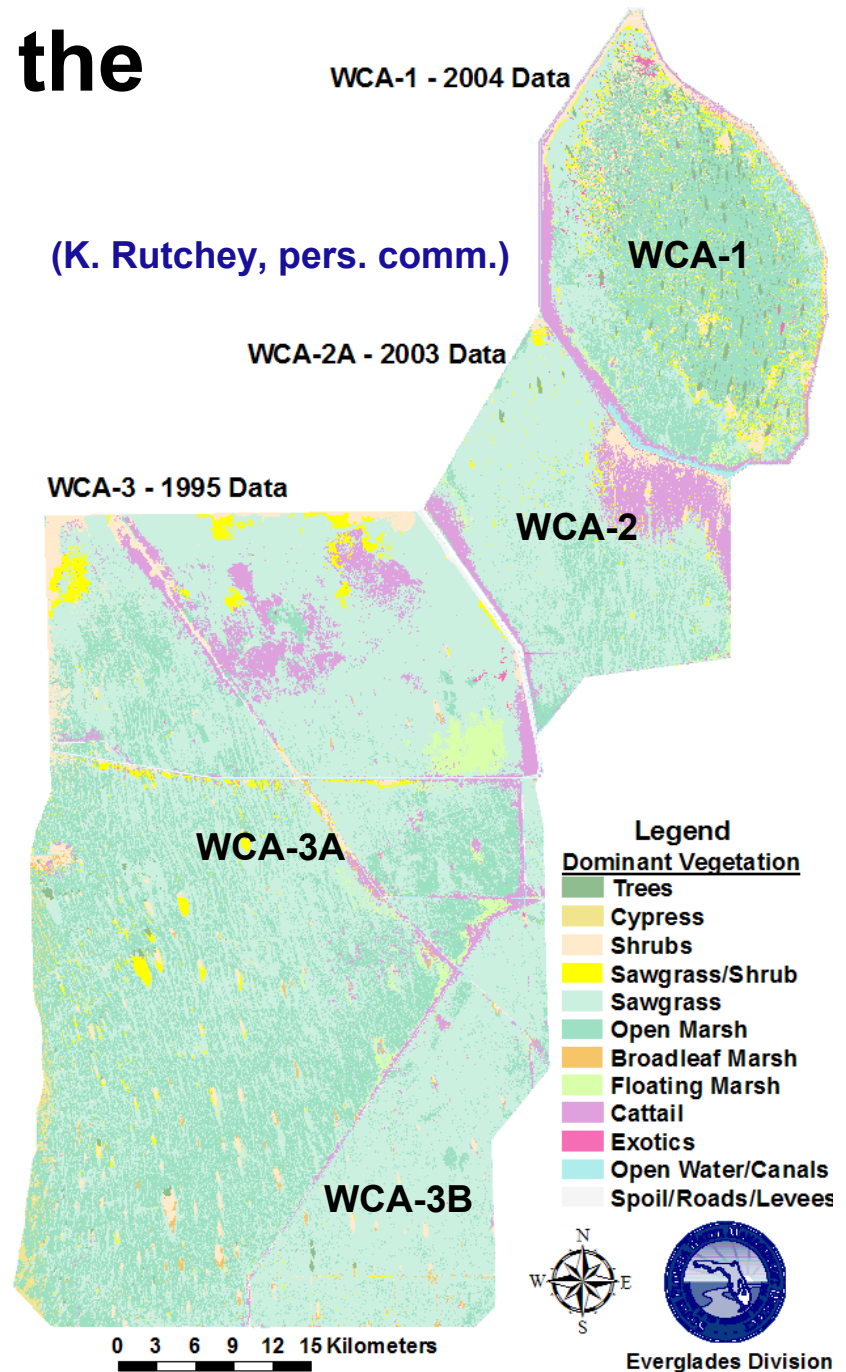 the
WCA-1 - 2004 Data
(K. Rutchey, pers. comm.)
WCA-1
WCA-2A - 2003 Data
WCA-3 - 1995 Data
WCA-2
WCA-3A
Legend
Dominant Vegetation
Trees
Cypress
Shrubs
Sawgrass/Shrub
Sawgrass
Open Marsh
Broadleaf Marsh
Floating Marsh
Cattail
Exotics
Open Water/Canals
Spoil/Roads/Levees
WCA-3B
N
W E
S
0 3 6 9 12 15 Kilometers
Everglades Division